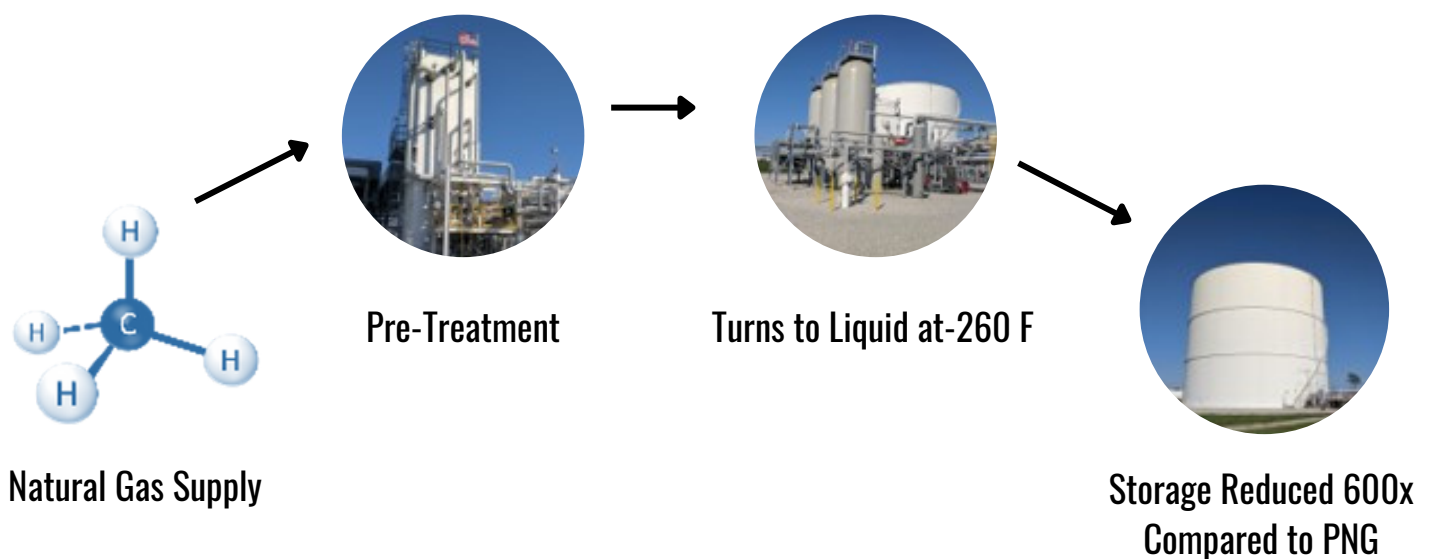 H
H
C
H
H
Natural Gas Supply
Pre-Treatment
Turns to Liquid at-260 F
Storage Reduced 600x
Compared to PNG